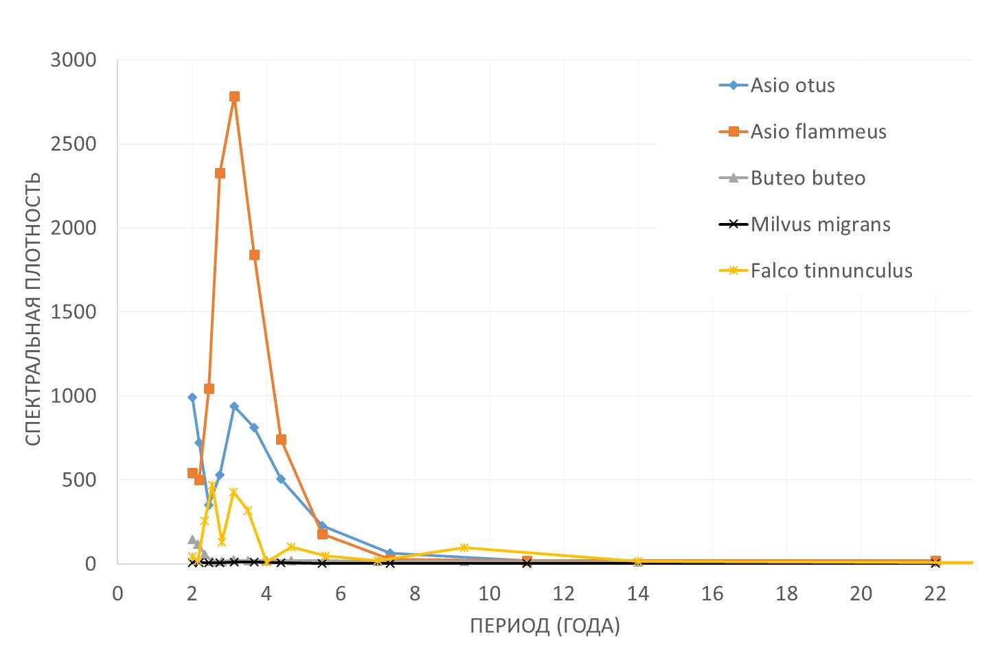 3000
2500
2000
1500
1000
500
0
СПЕКТРАЛЬНАЯ ПЛОТНОСТЬ
Asio otus
Asio flammeus
Buteo buteo
Milvus migrans
Falco tinnunculus
0 2 4 6 8 10 12 14 16 18 20 22
ПЕРИОД (ГОДА)